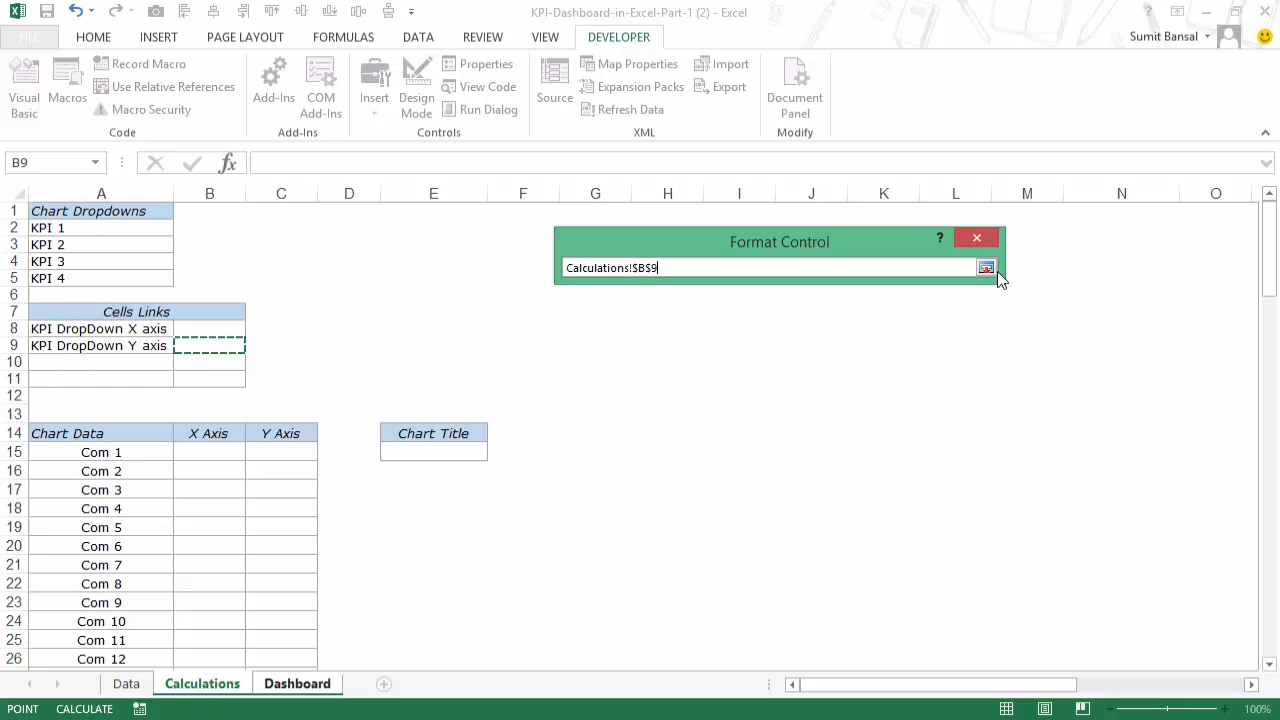 KPI-Dashboard-in-Excel-Part-1 (2) - Excel
?
FILE HOME INSERT PAGE LAYOUT FORMULAS DATA REVIEW VIEW DEVELOPER Sumit Bansal
Visual Basic
Macros
Record Macro
Use Relative References
Macro Security
Code
Add-Ins
COM Add-Ins
Add-Ins
Insert
Design Mode
Properties
View Code
Run Dialog
Controls
Source
Map Properties
Expansion Packs
Refresh Data
Import
Export
XML
Document Panel
Modify
B9
fx
A B C D E F G H I J K L M N O
1 Chart Dropdowns
2 KPI 1
3 KPI 2
4 KPI 3
5 KPI 4
6
7 Cells Links
8 KPI DropDown X axis
9 KPI DropDown Y axis
10
11
12
13
14 Chart Data X Axis Y Axis Chart Title
15 Com 1
16 Com 2
17 Com 3
18 Com 4
19 Com 5
20 Com 6
21 Com 7
22 Com 8
23 Com 9
24 Com 10
25 Com 11
26 Com 12
Format Control
?
Calculations!$B$9
Data Calculations Dashboard
POINT CALCULATE
100%